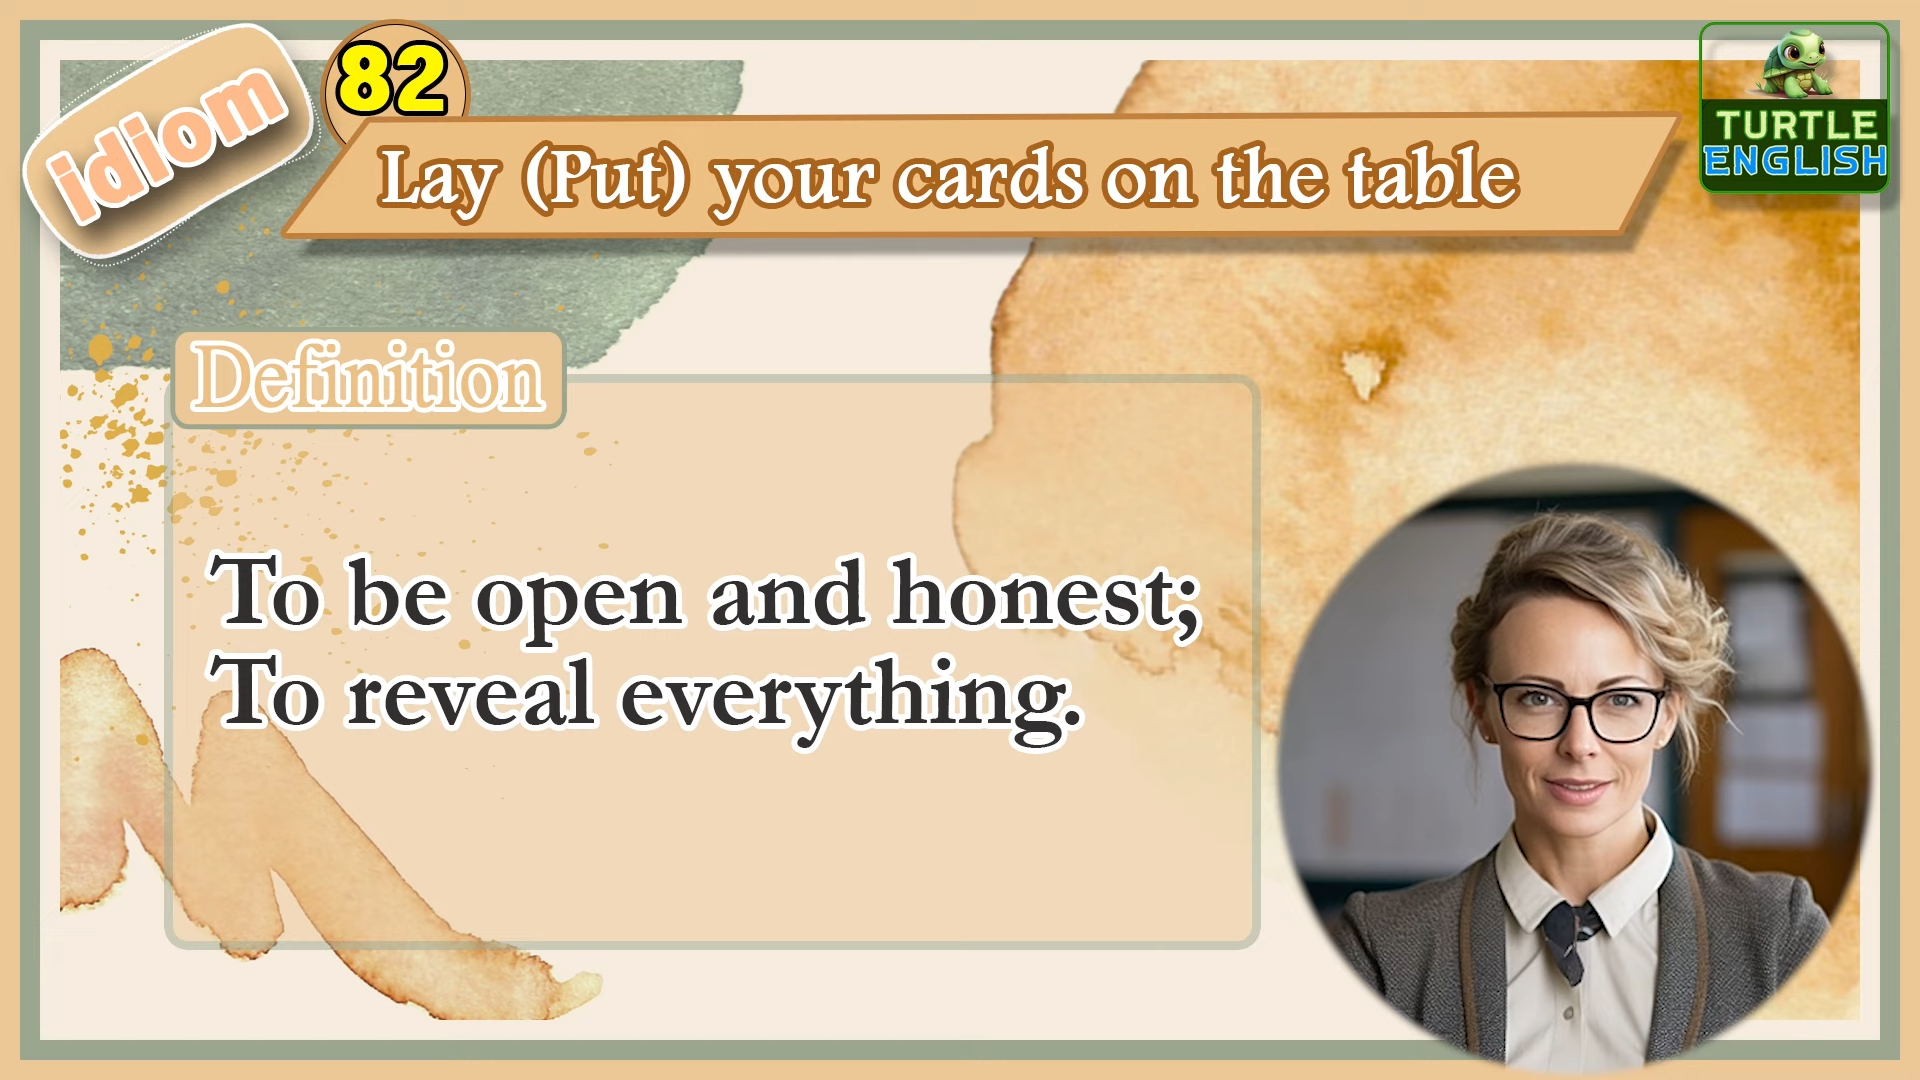 idiom
82
Lay (Put) your cards on the table
TURTLE
ENGLISH
Definition
To be open and honest;
To reveal everything.